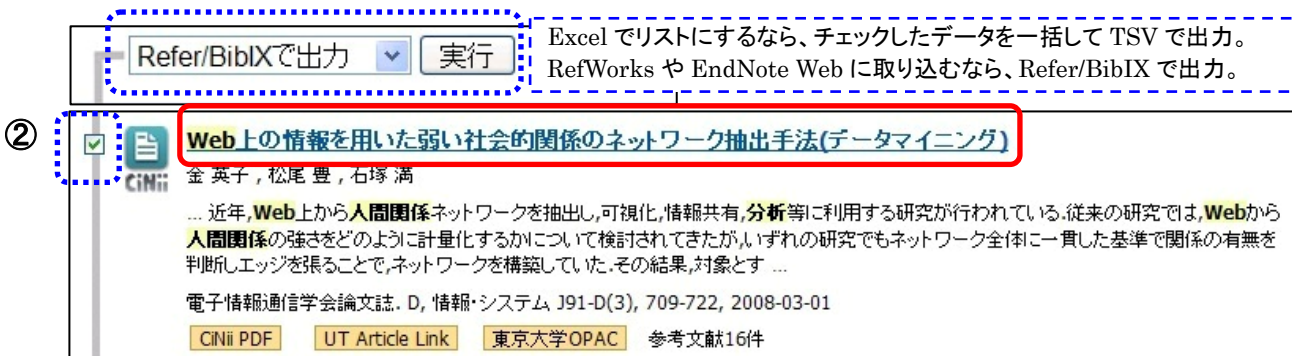 Refer/BibIXで出力 実行
Excel でリストにするなら、チェックしたデータを一括して TSV で出力。
RefWorks や EndNote Web に取り込むなら、Refer/BibIX で出力。
②
Web上の情報を用いた弱い社会的関係のネットワーク抽出手法(データマイニング)
CiNii
金 英子 , 松尾 豊 , 石塚 満
... 近年,Web上から人間関係ネットワークを抽出し,可視化,情報共有,分析等に利用する研究が行われている.従来の研究では,Webから
人間関係の強さをどのように計量化するかについて検討されてきたが,いずれの研究でもネットワーク全体に一貫した基準で関係の有無を
判断しエッジを張ることで,ネットワークを構築していた.その結果,対象とす ...
電子情報通信学会論文誌. D, 情報・システム J91-D(3), 709-722, 2008-03-01
CiNii PDF UT Article Link 東京大学OPAC 参考文献16件